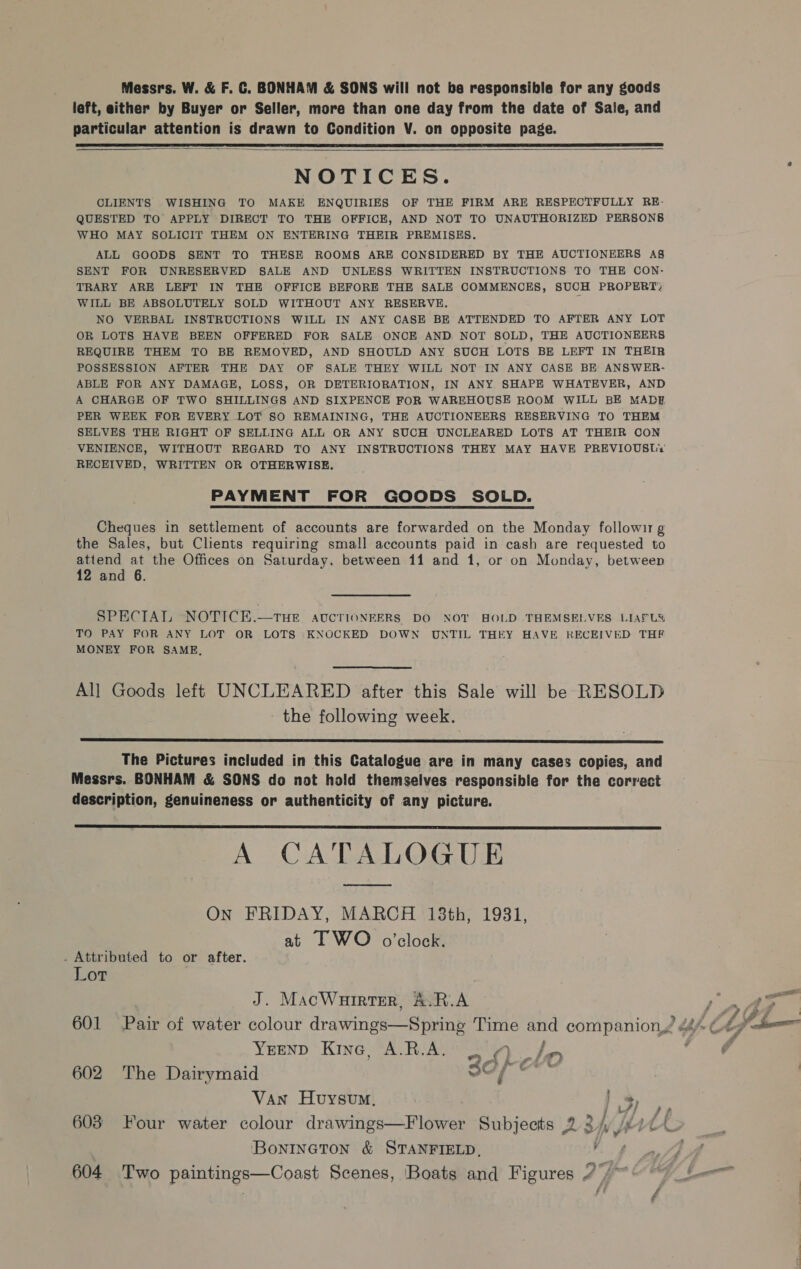 Messrs. W. & F. C. BONHAM & SONS will not be responsible for any goods
left, either by Buyer or Seller, more than one day from the date of Sale, and
particular attention is drawn to Condition V. on opposite page.
NOTICES.
CLIENTS WISHING TO MAKE ENQUIRIES OF THE FIRM ARE RESPECTFULLY RE-
QUESTED TO APPLY DIRECT TO THE OFFICE, AND NOT TO UNAUTHORIZED PERSONS
WHO MAY SOLICIT THEM ON ENTERING THEIR PREMISES.
ALL GOODS SENT TO THESE ROOMS ARE CONSIDERED BY THE AUCTIONEERS AS
SENT FOR UNRESERVED SALE AND UNLESS WRITTEN INSTRUCTIONS TO THE CON-
TRARY ARE LEFT IN THE OFFICE BEFORE THE SALE COMMENCES, SUCH PROPERTY
WILL BE ABSOLUTELY SOLD WITHOUT ANY RESERVE.
NO VERBAL INSTRUCTIONS WILL IN ANY CASE BE ATTENDED TO AFTER ANY LOT
OR LOTS HAVE BEEN OFFERED FOR SALE ONCE AND NOT SOLD, THE AUCTIONEERS
REQUIRE THEM TO BE REMOVED, AND SHOULD ANY SUCH LOTS BE LEFT IN THEIR
POSSESSION AFTER THE DAY OF SALE THEY WILL NOT IN ANY CASE BE ANSWER-
ABLE FOR ANY DAMAGE, LOSS, OR DETERIORATION, IN ANY SHAPE WHATEVER, AND
A CHARGE OF TWO SHILLINGS AND SIXPENCE FOR WAREHOUSE ROOM WILL BE MADE
PER WEEK FOR EVERY LOT SO REMAINING, THE AUCTIONEERS RESERVING TO THEM
SELVES THE RIGHT OF SELLING ALL OR ANY SUCH UNCLEARED LOTS AT THEIR CON
VENIENCE, WITHOUT REGARD TO ANY INSTRUCTIONS THEY MAY HAVE PREVIOUSLY
RECEIVED, WRITTEN OR OTHERWISE.
PAYMENT FOR GOODS SOLD.
Cheques in settlement of accounts are forwarded on the Monday following
the Sales, but Clients requiring small accounts paid in cash are requested to
attend at the Offices on Saturday, between 11 and 1, or on Monday, between
12 and 6.
SPECIAL NOTICE.—THE AUCTIONEERS DO NOT HOLD THEMSELVES LIABLE
TO PAY FOR ANY LOT OR LOTS KNOCKED DOWN UNTIL THEY HAVE RECEIVED THE
MONEY FOR SAME,
All Goods left UNCLEARED after this Sale will be RESOLD
the following week.
The Pictures included in this Catalogue are in many cases copies, and
Messrs. BONHAM & SONS do not hold themselves responsible for the correct
description, genuineness or authenticity of any picture.
A CATALOGUE
On FRIDAY, MARCH 13th, 1931,
at TWO o'clock.
Attributed to or after.
Lot
J. MacWhirter, A.R.A
601 Pair of water colour drawings—Spring Time and companion
Yeend King, A.R.A.
602 The Dairymaid 30/-
Van Huysum,
603 Four water colour drawings—Flower Subjects
Bonington & Stanfield,
604 Two paintings—Coast Scenes, Boats and Figures